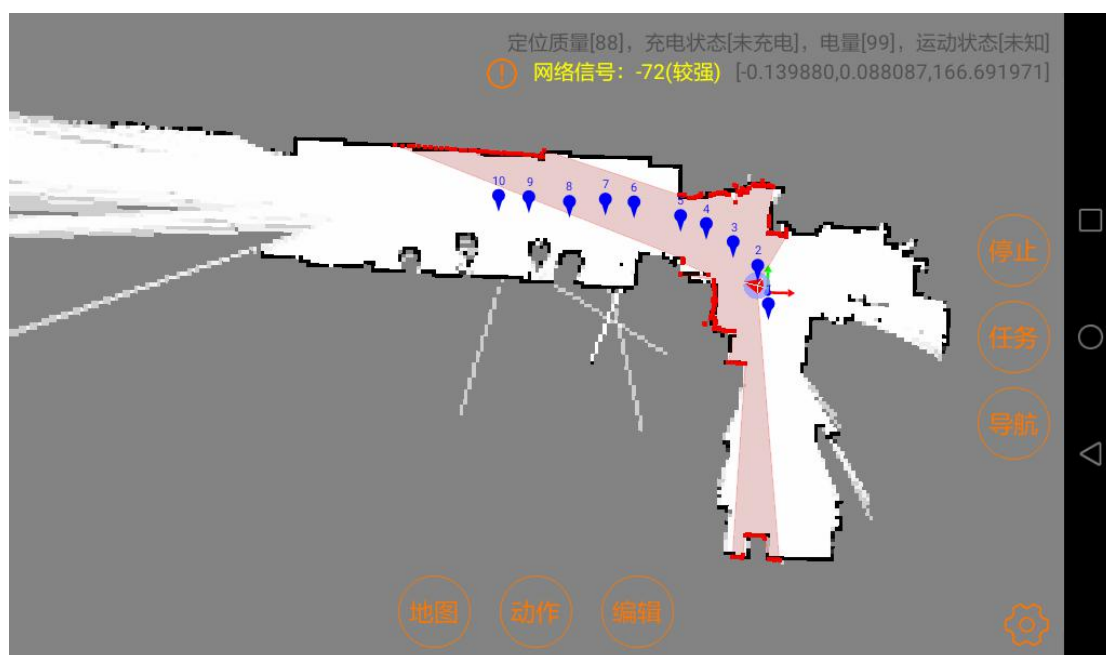 定位质量[88]，充电状态[未充电]，电量[99]，运动状态[未知]
网络信号：-72(较强) [-0.139880,0.088087,166.691971]
10 9 8 7 6 5 4 3 2 1
停止
任务
导航
地图 动作 编辑